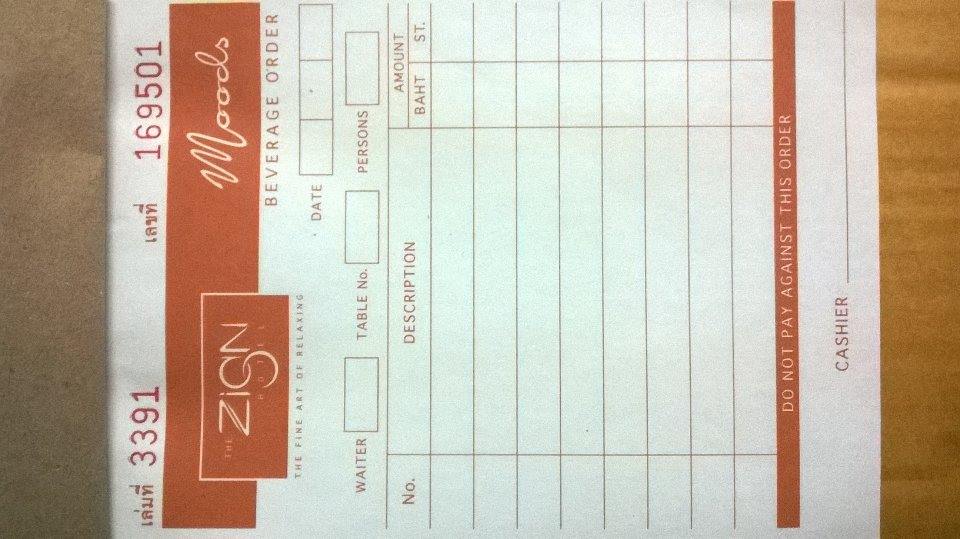 เล่มที่ 3391 เลขที่ 169501
THE
ZiGN
HOTEL
Moods
THE FINE ART OF RELAXING
BEVERAGE ORDER
DATE
WAITER TABLE No. PERSONS
No. DESCRIPTION AMOUNT
BAHT ST.
DO NOT PAY AGAINST THIS ORDER
CASHIER